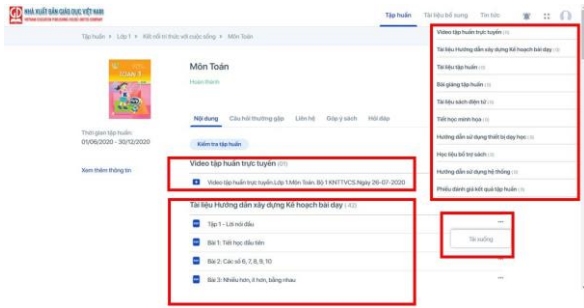 NHÀ XUẤT BẢN GIÁO DỤC VIỆT NAM
Tập huấn
Tài liệu bổ sung
Tin tức
Tập huấn › Lớp 1 › Kết nối tri thức với cuộc sống › Môn Toán
TOÁN 1
Môn Toán
Hoàn thành
Nội dung
Câu hỏi thường gặp
Liên hệ
Góp ý sách
Hỏi đáp
Thời gian tập huấn:
01/06/2020 - 30/12/2020
Xem thêm thông tin
Kiểm tra tập huấn
Video tập huấn trực tuyến (01)
Video tập huấn trực tuyến Lớp 1 Môn Toán. Bộ 1 KNTTVCS. Ngày 26-07-2020
Tài liệu Hướng dẫn xây dựng Kế hoạch bài dạy (42)
Tập 1 - Lời nói đầu
Bài 1: Tiết học đầu tiên
Bài 2: Các số 6, 7, 8, 9, 10
Bài 3: Nhiều hơn, ít hơn, bằng nhau
Tải xuống
Video tập huấn trực tuyến
Tài liệu Hướng dẫn xây dựng Kế hoạch bài dạy
Tài liệu tập huấn
Bài giảng tập huấn
Tài liệu sách điện tử
Tiết học minh họa
Hướng dẫn sử dụng thiết bị dạy học
Học liệu bổ trợ sách
Hướng dẫn sử dụng hệ thống
Phiếu đánh giá kết quả tập huấn